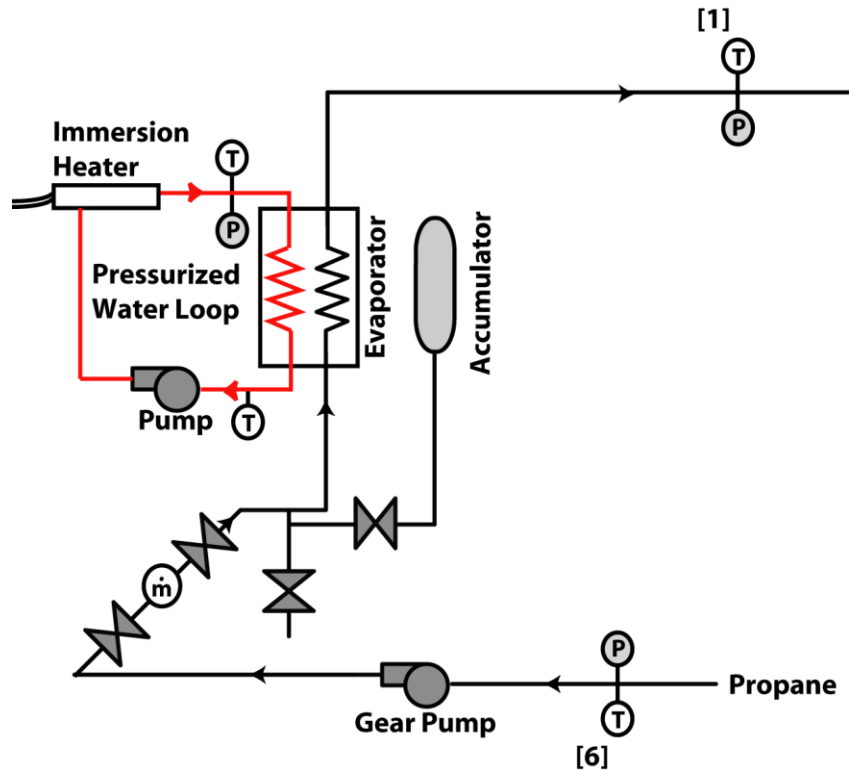 [1]
T
P
Immersion
Heater
T
P
Pressurized
Water Loop
Evaporator
Accumulator
Pump
T
ṁ
P
Propane
Gear Pump
T
[6]